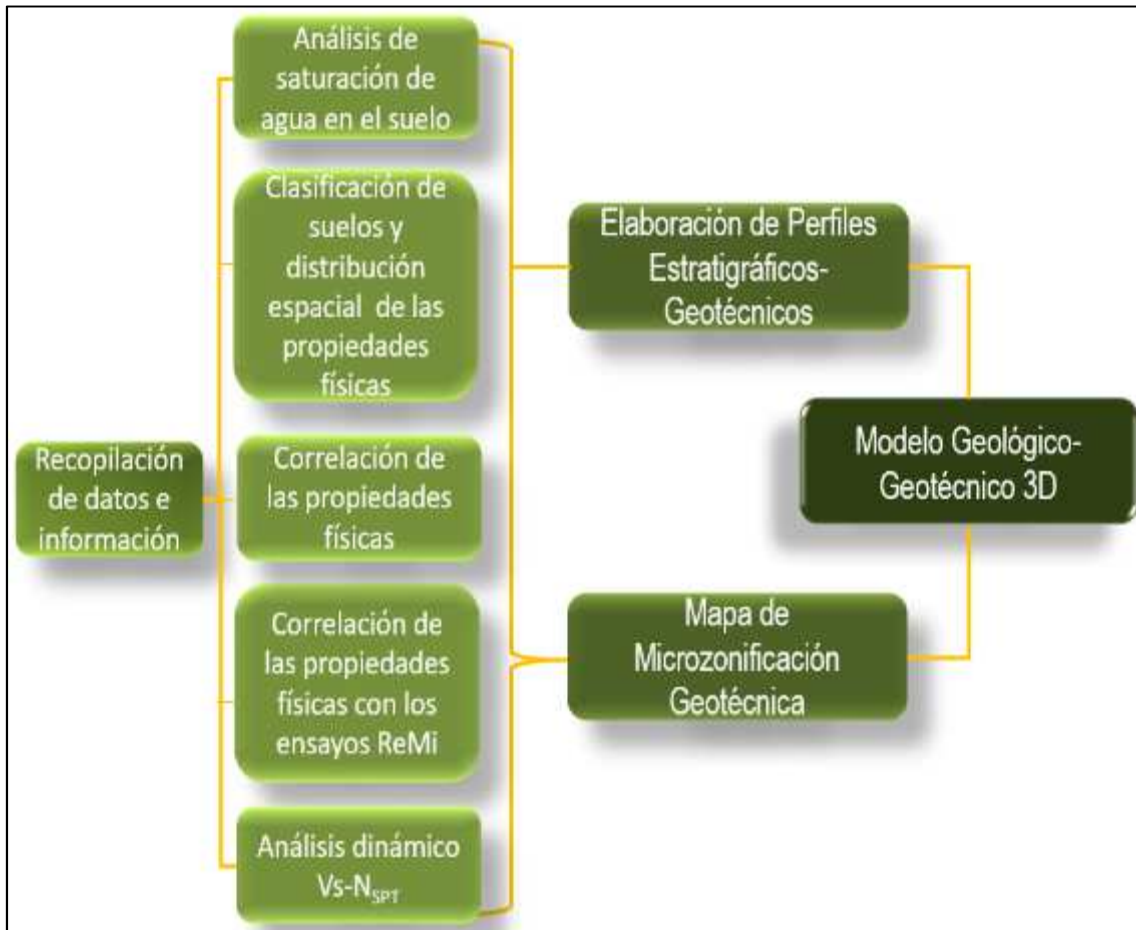 Recopilación
de datos e
información
Análisis de
saturación de
agua en el suelo
Clasificación de
suelos y
distribución
espacial de las
propiedades
físicas
Correlación de
las propiedades
físicas
Correlación de
las propiedades
físicas con los
ensayos ReMi
Análisis dinámico
Vs-NSPT
Elaboración de Perfiles
Estratigráficos-
Geotécnicos
Mapa de
Microzonificación
Geotécnica
Modelo Geológico-
Geotécnico 3D